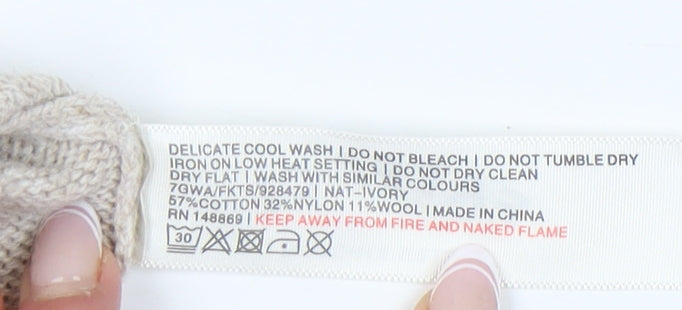 DELICATE COOL WASH | DO NOT BLEACH | DO NOT TUMBLE DRY
IRON ON LOW HEAT SETTING | DO NOT DRY CLEAN
DRY FLAT | WASH WITH SIMILAR COLOURS
7GWA/FKTS/928479 | NAT-IVORY
57%COTTON 32%NYLON 11%WOOL | MADE IN CHINA
RN 148869 | KEEP AWAY FROM FIRE AND NAKED FLAME
30